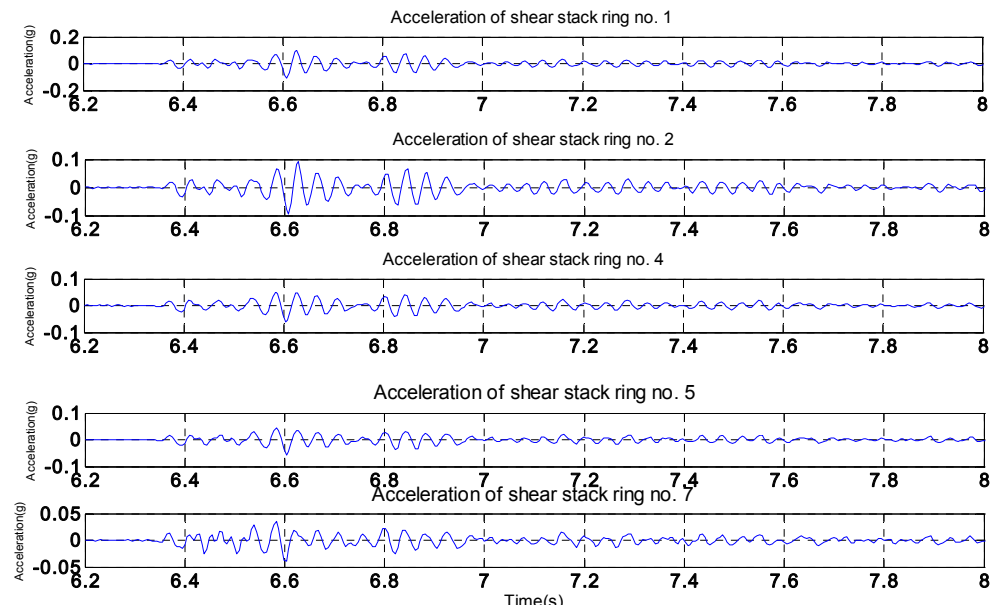 Acceleration of shear stack ring no. 1
Acceleration(g)
0.2
0
-0.2
6.2 6.4 6.6 6.8 7 7.2 7.4 7.6 7.8 8
Acceleration of shear stack ring no. 2
Acceleration(g)
0.1
0
-0.1
6.2 6.4 6.6 6.8 7 7.2 7.4 7.6 7.8 8
Acceleration of shear stack ring no. 4
Acceleration(g)
0.1
0
-0.1
6.2 6.4 6.6 6.8 7 7.2 7.4 7.6 7.8 8
Acceleration of shear stack ring no. 5
Acceleration(g)
0.1
0
-0.1
6.2 6.4 6.6 6.8 7 7.2 7.4 7.6 7.8 8
Acceleration of shear stack ring no. 7
Acceleration(g)
0.05
0
-0.05
6.2 6.4 6.6 6.8 7 7.2 7.4 7.6 7.8 8
Time(s)